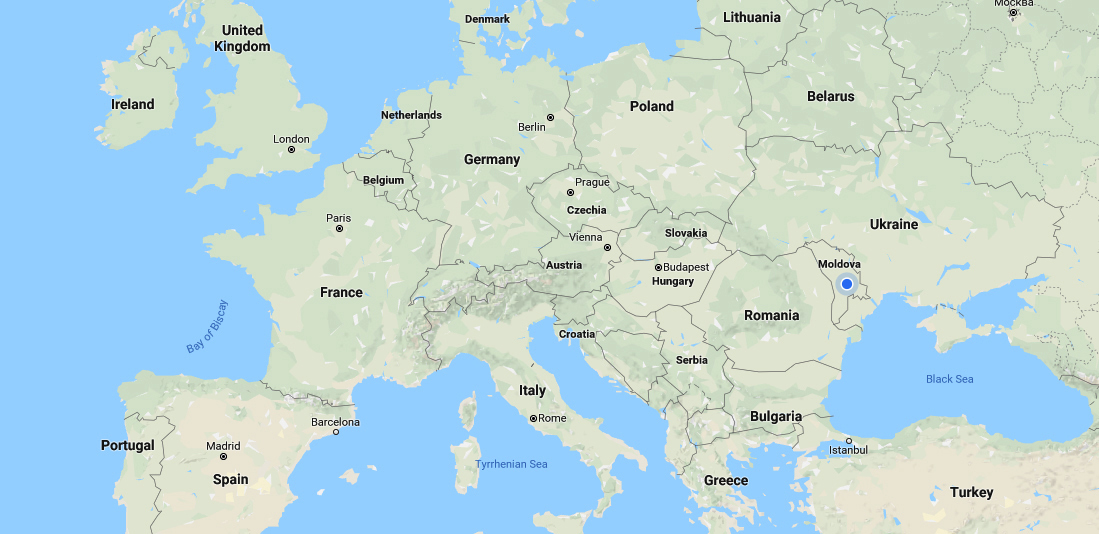 Москва
Denmark
Lithuania
United
Kingdom
Belarus
Ireland
Poland
Netherlands
Berlin
London
Germany
Belgium
Prague
Czechia
Paris
Ukraine
Slovakia
Vienna
Moldova
Austria
Budapest
Hungary
France
Romania
Bay of Biscay
Croatia
Serbia
Black Sea
Italy
Bulgaria
Rome
Barcelona
Portugal
Madrid
Istanbul
Tyrrhenian Sea
Spain
Greece
Turkey